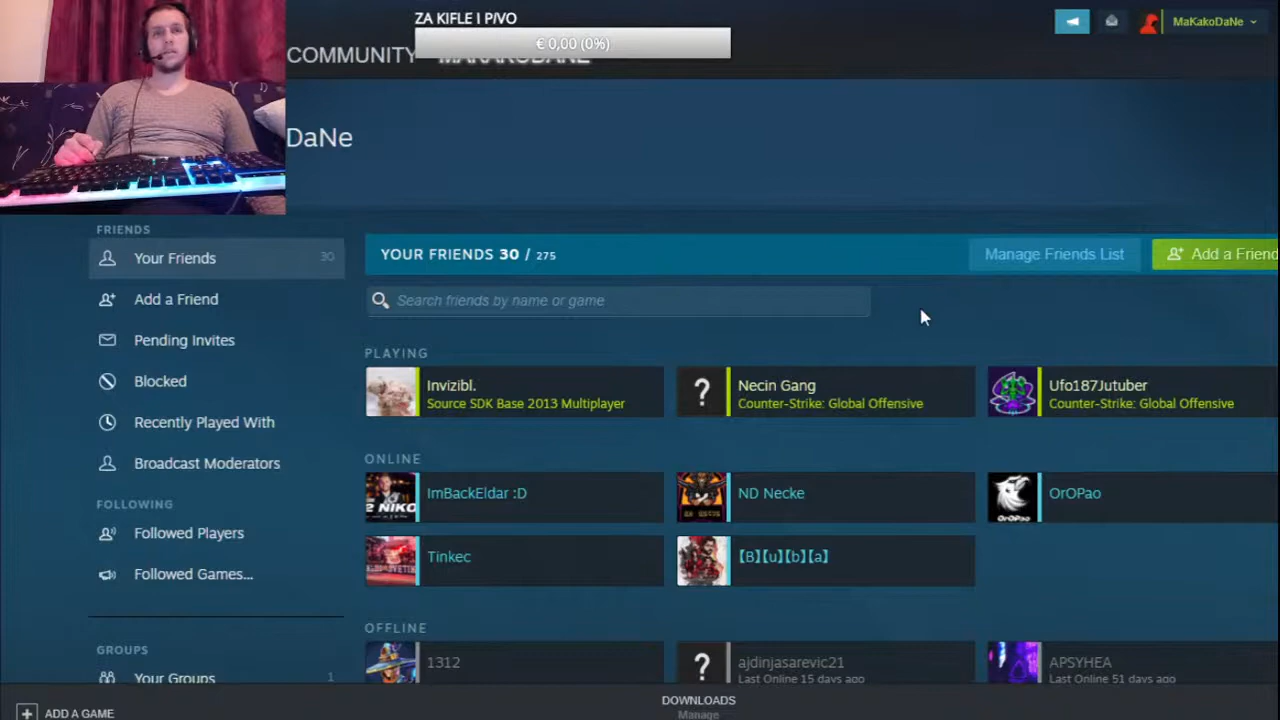 ZA KIFLE I PIVO
€ 0,00 (0%)
COMMUNITY MAKAKODANE
MaKakoDaNe
DaNe
FRIENDS
Your Friends 30
Add a Friend
Pending Invites
Blocked
Recently Played With
Broadcast Moderators
FOLLOWING
Followed Players
Followed Games...
GROUPS
Your Groups 1
YOUR FRIENDS 30 / 275
Manage Friends List
Add a Friend
Search friends by name or game
PLAYING
Invizibl.
Source SDK Base 2013 Multiplayer
Necin Gang
Counter-Strike: Global Offensive
Ufo187Jutuber
Counter-Strike: Global Offensive
ONLINE
ImBackEldar :D
ND Necke
OrOPao
Tinkec
【B】【u】【b】【a】
OFFLINE
1312
ajdinjasarevic21
Last Online 15 days ago
APSYHEA
Last Online 51 days ago
2 NIKO
OrOPao
ADD A GAME
DOWNLOADS
Manage